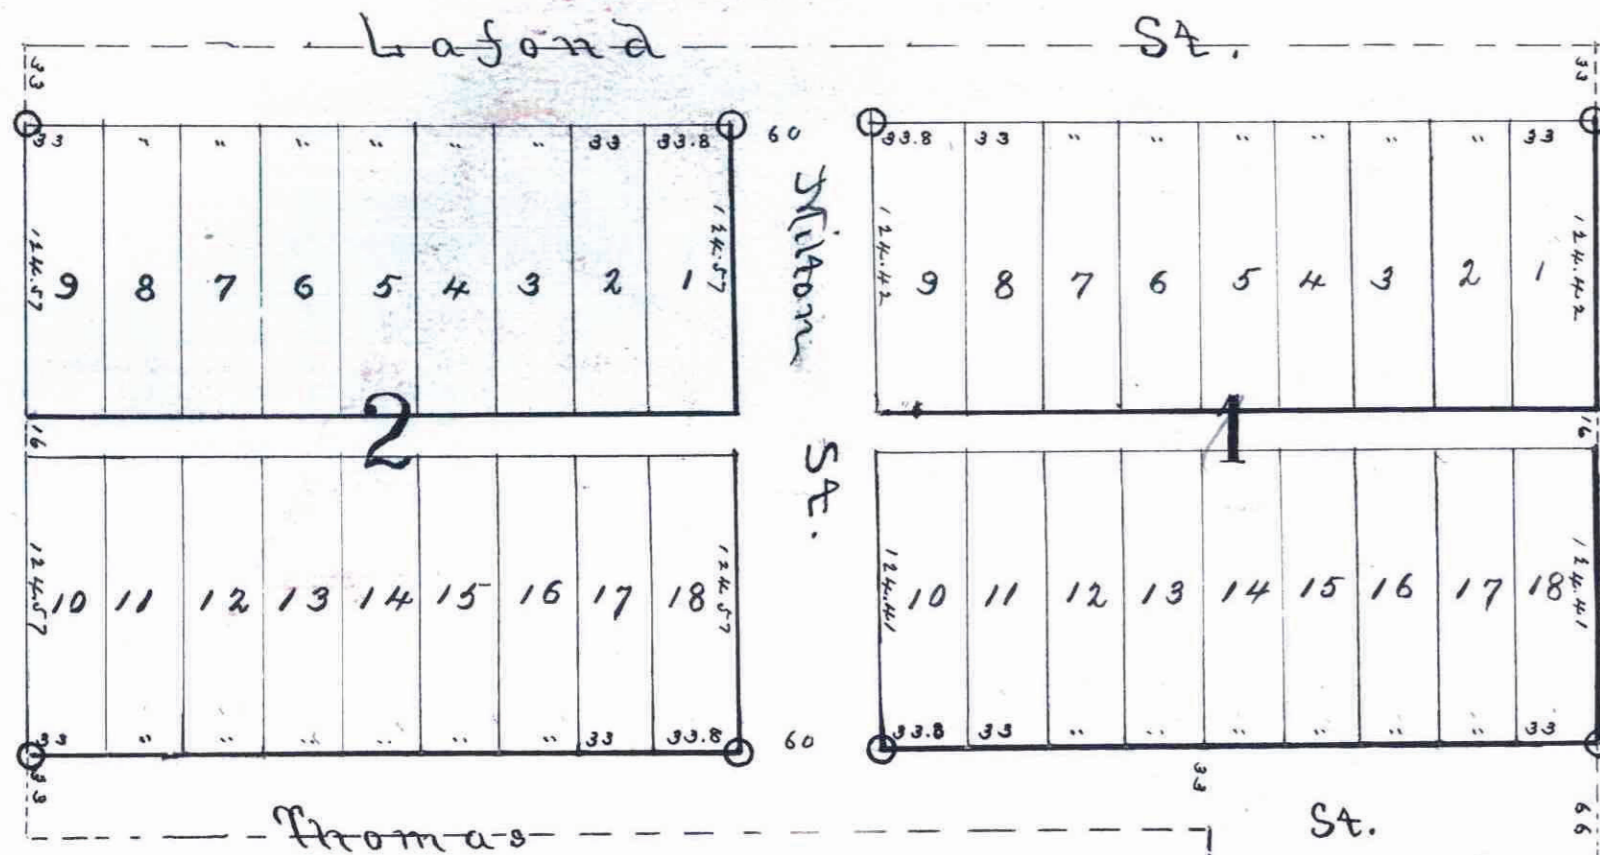 Lafond St.
33 33
33 " " " " " " 33 33.8 60 33.8 33 " " " " " " 33
Milton St.
124.57 124.57 124.42 124.42
9 8 7 6 5 4 3 2 1 9 8 7 6 5 4 3 2 1
16 2 1 16
124.57 124.57 124.41 124.41
10 11 12 13 14 15 16 17 18 10 11 12 13 14 15 16 17 18
33 " " " " " " 33 33.8 60 33.8 33 " " " " " " 33
33 33
Thomas St. 66